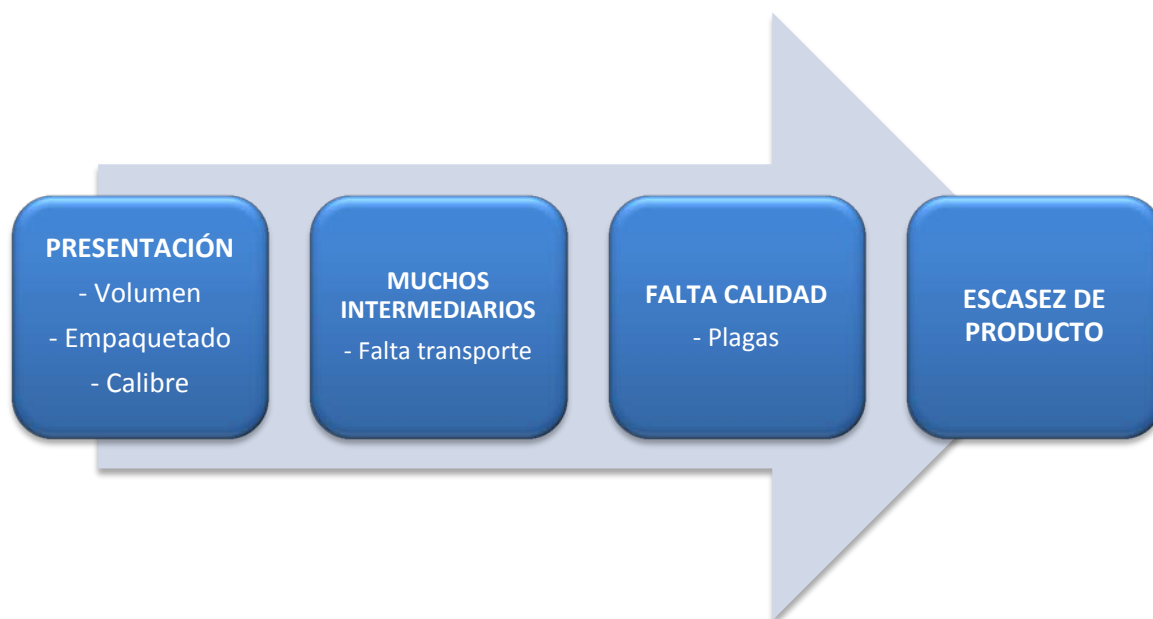 PRESENTACIÓN
- Volumen
- Empaquetado
- Calibre
MUCHOS
INTERMEDIARIOS
- Falta transporte
FALTA CALIDAD
- Plagas
ESCASEZ DE
PRODUCTO